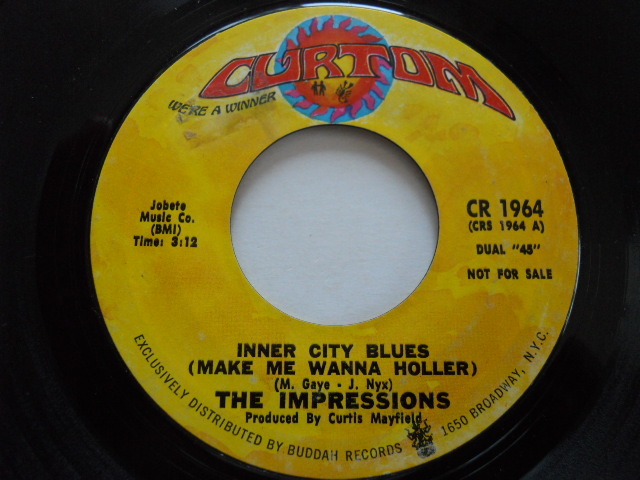 CURTOM
WE'RE A WINNER
Jobete
Music Co.
(BMI)
Time: 3:12
CR 1964
(CRS 1964 A)
DUAL "45"
NOT FOR SALE
INNER CITY BLUES
(MAKE ME WANNA HOLLER)
(M. Gaye - J. Nyx)
THE IMPRESSIONS
Produced By Curtis Mayfield
EXCLUSIVELY DISTRIBUTED BY BUDDAH RECORDS 1650 BROADWAY, N.Y.C.